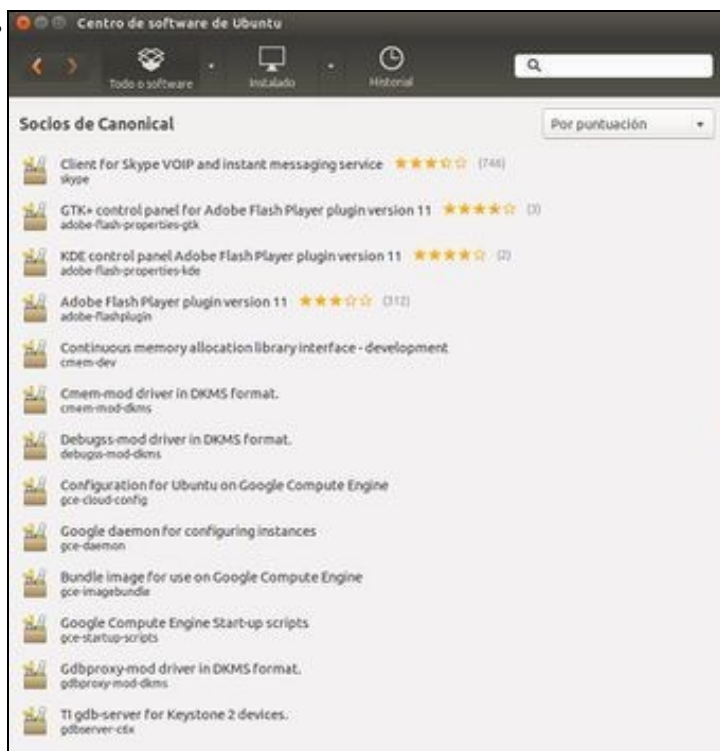 Centro de software de Ubuntu
Todo o software
Instalado
Historial
Socios de Canonical
Por puntuación
Client for Skype VOIP and instant messaging service (746)
skype
GTK+ control panel for Adobe Flash Player plugin version 11 (3)
adobe-flash-properties-gtk
KDE control panel Adobe Flash Player plugin version 11 (2)
adobe-flash-properties-kde
Adobe Flash Player plugin version 11 (312)
adobe-flashplugin
Continuous memory allocation library interface - development
cmem-dev
Cmem-mod driver in DKMS format.
cmem-mod-dkms
Debugss-mod driver in DKMS format.
debugss-mod-dkms
Configuration for Ubuntu on Google Compute Engine
gce-cloud-config
Google daemon for configuring instances
gce-daemon
Bundle image for use on Google Compute Engine
gce-imagebundle
Google Compute Engine Start-up scripts
gce-startup-scripts
Gdbproxy-mod driver in DKMS format.
gdbproxy-mod-dkms
TI gdb-server for Keystone 2 devices.
gdbserver-c6x